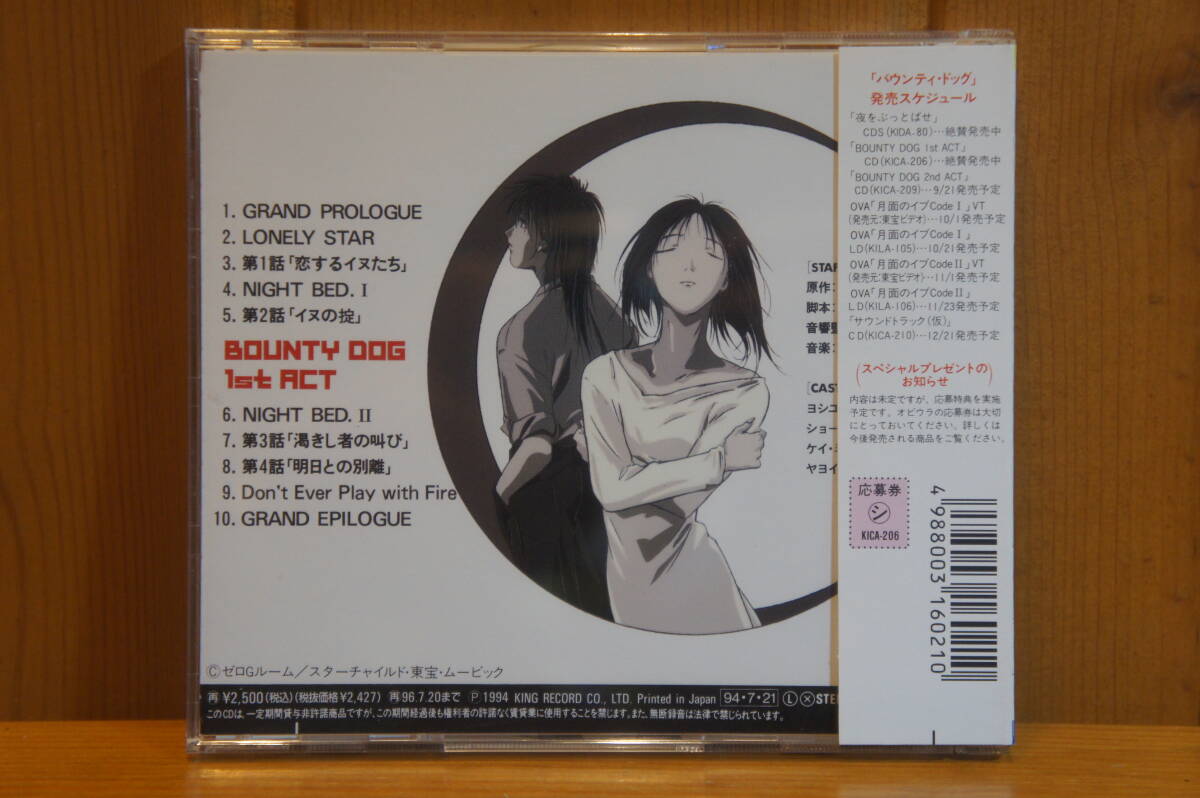 1. GRAND PROLOGUE
2. LONELY STAR
3. 第1話「恋するイヌたち」
4. NIGHT BED. I
5. 第2話「イヌの掟」
BOUNTY DOG
1st ACT
6. NIGHT BED. II
7. 第3話「渇きし者の叫び」
8. 第4話「明日との別離」
9. Don't Ever Play with Fire
10. GRAND EPILOGUE
[STAF
原作:
脚本:
音響
音楽:
[CAST
ヨシユ
ショー
ケイ・
ヤヨイ
©ゼロGルーム/スターチャイルド・東宝・ムービック
再 ¥2,500(税込)(税抜価格¥2,427) 再96.7.20まで Ⓟ 1994 KING RECORD CO., LTD. Printed in Japan 94・7・21 Ⓛ Ⓧ STE
このCDは、一定期間貸与非許諾商品ですが、この期間経過後も権利者の許諾なく賃貸業に使用することを禁じます。また、無断録音は法律で禁じられています。
「バウンティ・ドッグ」
発売スケジュール
「夜をぶっとばせ」
CDS(KIDA-80)…絶賛発売中
「BOUNTY DOG 1st ACT」
CD(KICA-206)…絶賛発売中
「BOUNTY DOG 2nd ACT」
CD(KICA-209)…9/21発売予定
OVA「月面のイブCode I」VT
(発売元:東宝ビデオ)…10/1発売予定
OVA「月面のイブCode I」
LD(KILA-105)…10/21発売予定
OVA「月面のイブCode II」VT
(発売元:東宝ビデオ)…11/1発売予定
OVA「月面のイブCode II」
LD(KILA-106)…11/23発売予定
「サウンドトラック(仮)」
CD(KICA-210)…12/21発売予定
(スペシャルプレゼントの
お知らせ)
内容は未定ですが、応募特典を実施
予定です。オビウラの応募券は大切
にとっておいてください。詳しくは
今後発売される商品をご覧ください。
応募券
シ
KICA-206
4 988003 160210